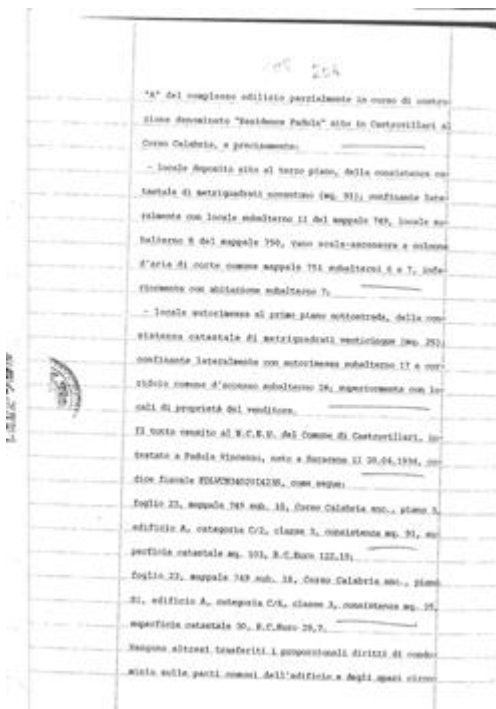 254
"A" del complesso edilizio parzialmente in corso di costru-
zione denominato "Residence Padula" sito in Castrovillari al
Corso Calabria, e precisamente:
- locale deposito sito al terzo piano, della consistenza ca-
tastale di metriquadrati novantuno (mq. 91); confinante late-
ralmente con locale subalterno 11 del mappale 749, locale su-
balterno 8 del mappale 750, vano scala-ascensore e colonne
d'aria di corte comune mappale 751 subalterni 6 e 7, infe-
riormente con abitazione subalterno 7;
- locale autorimessa al primo piano sottostrada, della con-
sistenza catastale di metriquadrati venticinque (mq. 25);
confinante lateralmente con autorimessa subalterno 17 e cor-
ridoio comune d'accesso subalterno 26; superiormente con lo-
cali di proprietà del venditore.
Il tutto censito al N.C.E.U. del Comune di Castrovillari, in-
testato a Padula Vincenzo, nato a Saracena il, co-
dice fiscale, come segue:
foglio 23, mappale 749 sub. 10, Corso Calabria snc., piano 3,
edificio A, categoria C/2, classe 3, consistenza mq. 91, su-
perficie catastale mq. 101, R.C.Euro 122,19;
foglio 23, mappale 749 sub. 18, Corso Calabria snc., piano
S1, edificio A, categoria C/6, classe 3, consistenza mq. 25,
superficie catastale 30, R.C.Euro
Vengono altresì trasferiti i proporzionali diritti di condo-
minio sulle parti comuni dell'edificio e degli spazi circo-